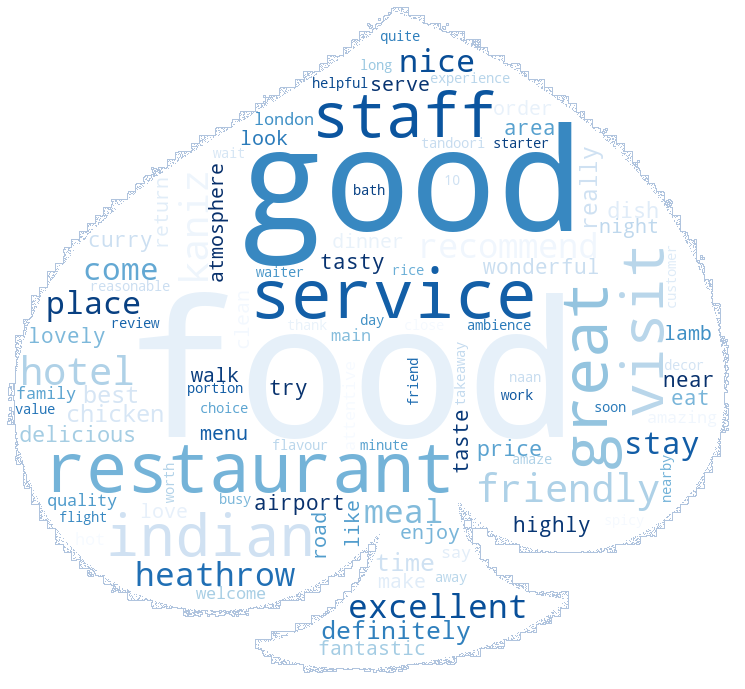 quite
long
nice
helpful
serve
experience
order
london
staff
area
look
tandoori
starter
wait
good
really
return
kaniz
atmosphere
bath
10
dish
night
curry
dinner
recommend
come
tasty
wonderful
waiter
rice
visit
customer
reasonable
service
place
great
review
clean
thank
day
close
ambience
lovely
main
lamb
food
hotel
walk
decor
near
family
best
portion
try
attentive
friend
takeaway
naan
work
eat
value
chicken
choice
soon
amazing
delicious
menu
taste
flavour
minute
price
stay
restaurant
worth
busy
amaze
nearby
friendly
quality
love
airport
road
like
meal
flight
indian
enjoy
highly
spicy
say
heathrow
time
make
away
welcome
excellent
definitely
fantastic